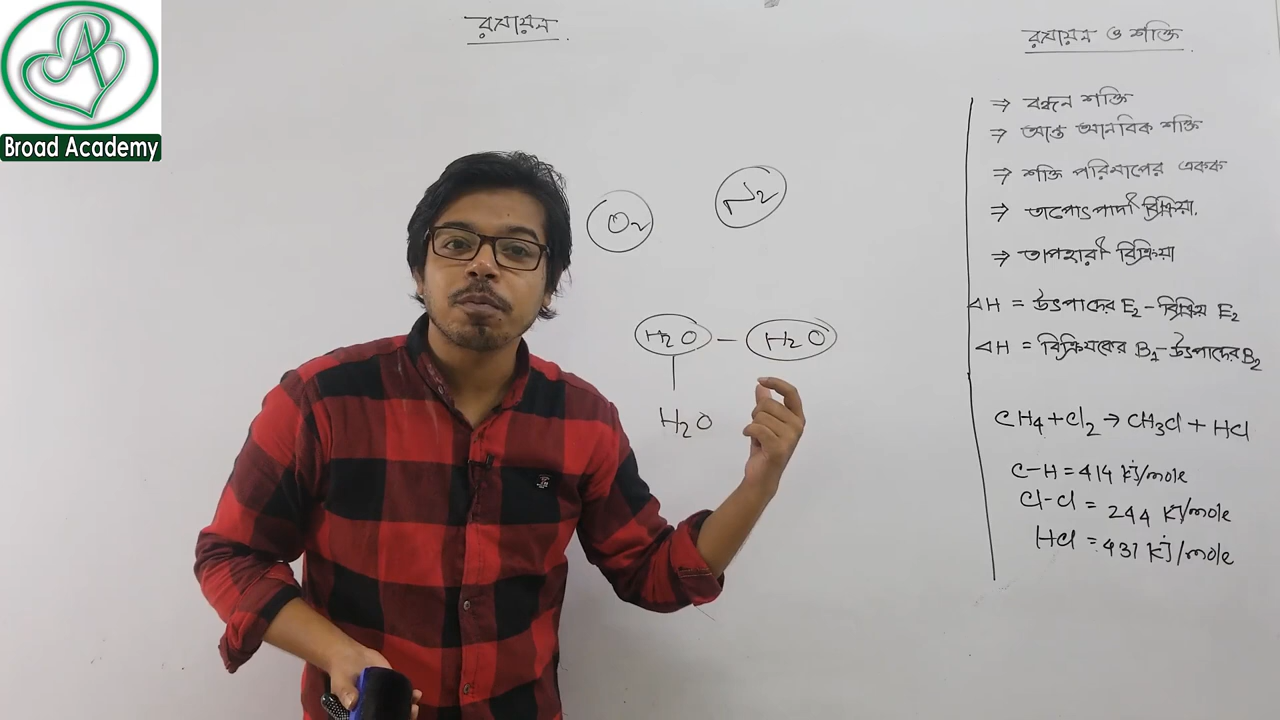 Broad Academy
রসায়ন
O2
N2
H2O – H2O
H2O
রসায়ন ও শক্তি
⇒ বন্ধন শক্তি
⇒ আন্ত আনবিক শক্তি
⇒ শক্তি পরিমাপের একক
⇒ তাপোৎপাদী বিক্রিয়া.
⇒ তাপহারী বিক্রিয়া
ΔH = উৎপাদের E2 – E2
ΔH = বিক্রিয়কের B1 – উৎপাদের B2
CH4 + Cl2 → CH3Cl + HCl
C–H = 414 kJ/mole
Cl–Cl = 244 KJ/mole
HCl = 431 kJ/mole